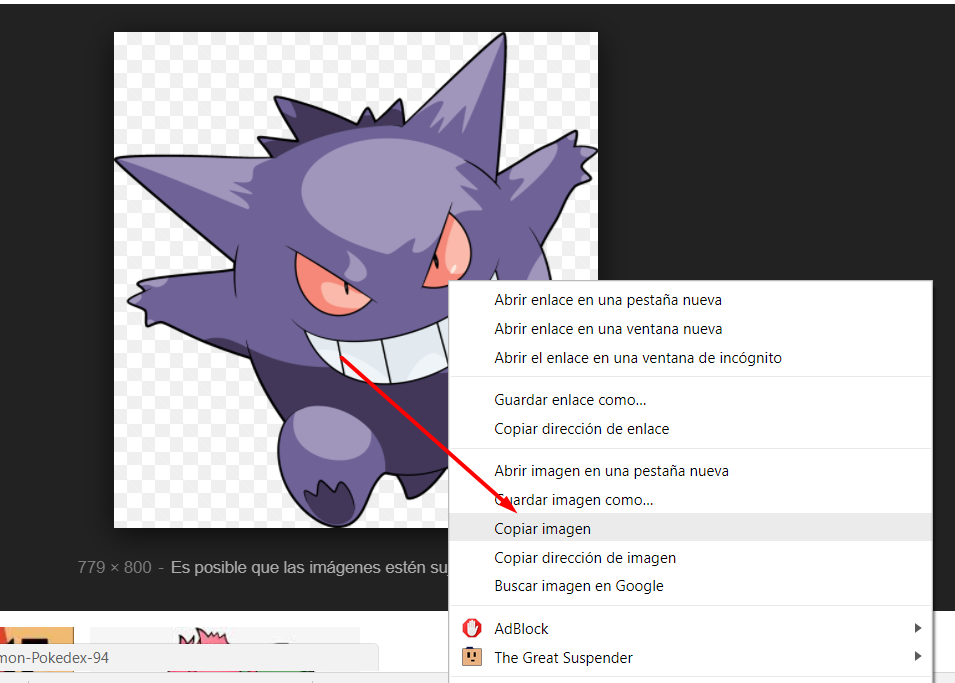 Abrir enlace en una pestaña nueva
Abrir enlace en una ventana nueva
Abrir el enlace en una ventana de incógnito
Guardar enlace como...
Copiar dirección de enlace
Abrir imagen en una pestaña nueva
Guardar imagen como...
Copiar imagen
Copiar dirección de imagen
Buscar imagen en Google
779 × 800 - Es posible que las imágenes estén
AdBlock
The Great Suspender
mon-Pokedex-94